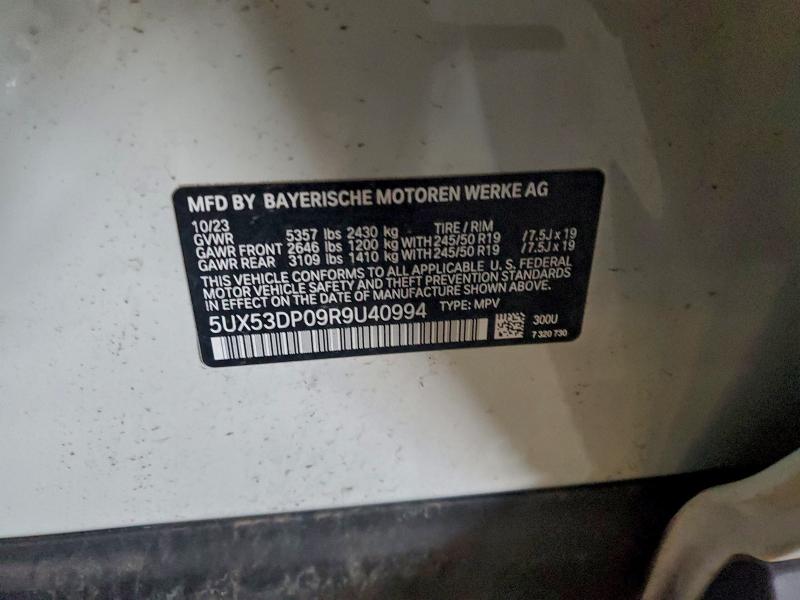 MFD BY BAYERISCHE MOTOREN WERKE AG
10/23 TIRE / RIM
GVWR 5357 lbs 2430 kg
GAWR FRONT 2646 lbs 1200 kg WITH 245/50 R19 /7.5J x 19
GAWR REAR 3109 lbs 1410 kg WITH 245/50 R19 /7.5J x 19
THIS VEHICLE CONFORMS TO ALL APPLICABLE U.S. FEDERAL
MOTOR VEHICLE SAFETY AND THEFT PREVENTION STANDARDS
IN EFFECT ON THE DATE OF MANUFACTURE SHOWN ABOVE.
5UX53DP09R9U40994 TYPE: MPV
300U
7 320 730